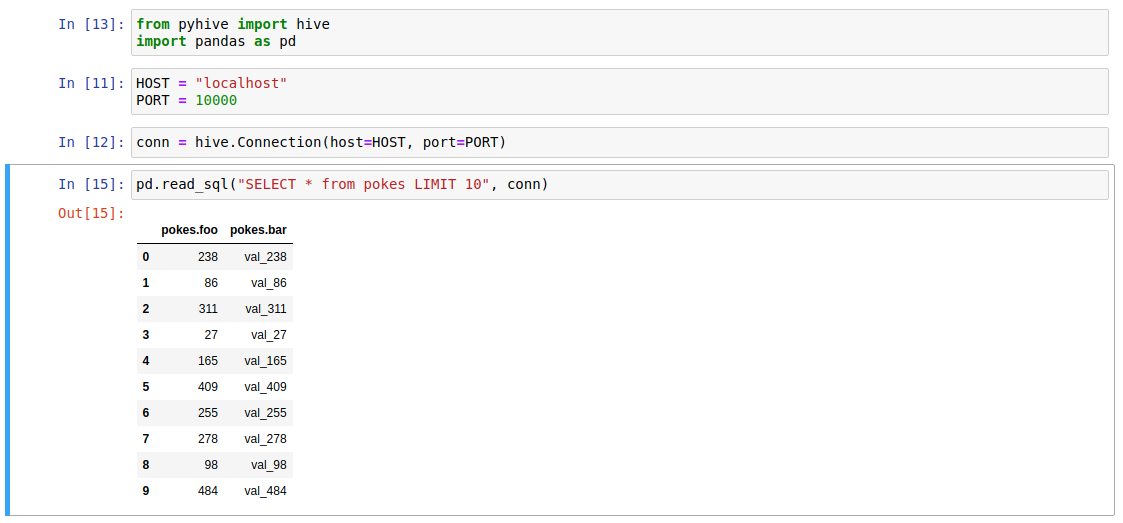 In [13]: from pyhive import hive
import pandas as pd
In [11]: HOST = "localhost"
PORT = 10000
In [12]: conn = hive.Connection(host=HOST, port=PORT)
In [15]: pd.read_sql("SELECT * from pokes LIMIT 10", conn)
Out[15]:
pokes.foo pokes.bar
0 238 val_238
1 86 val_86
2 311 val_311
3 27 val_27
4 165 val_165
5 409 val_409
6 255 val_255
7 278 val_278
8 98 val_98
9 484 val_484